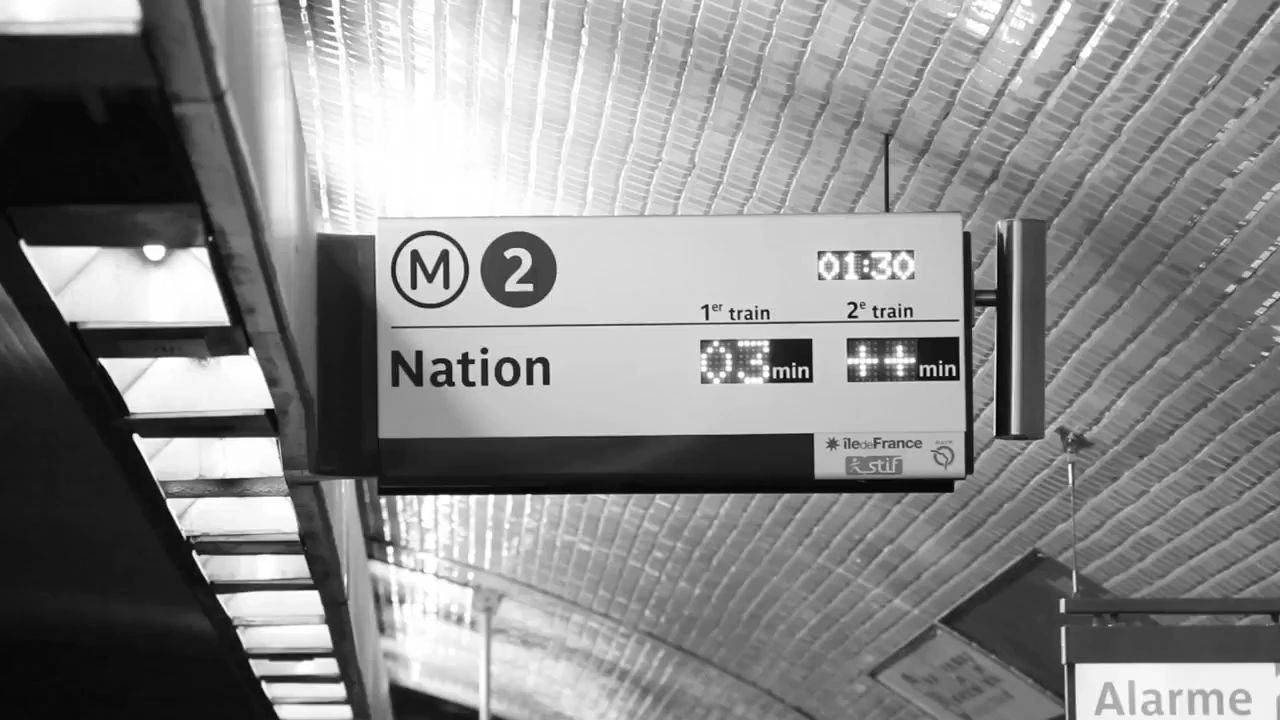 M 2
01:30
1er train 2e train
Nation 03 min ++ min
îledeFrance
stif
Alarme